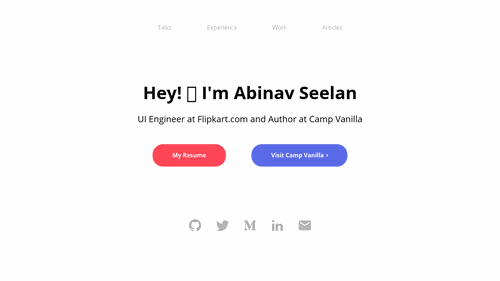 Talks Experience Work Articles
Hey! I'm Abinav Seelan
UI Engineer at Flipkart.com and Author at Camp Vanilla
My Resume Visit Camp Vanilla ›